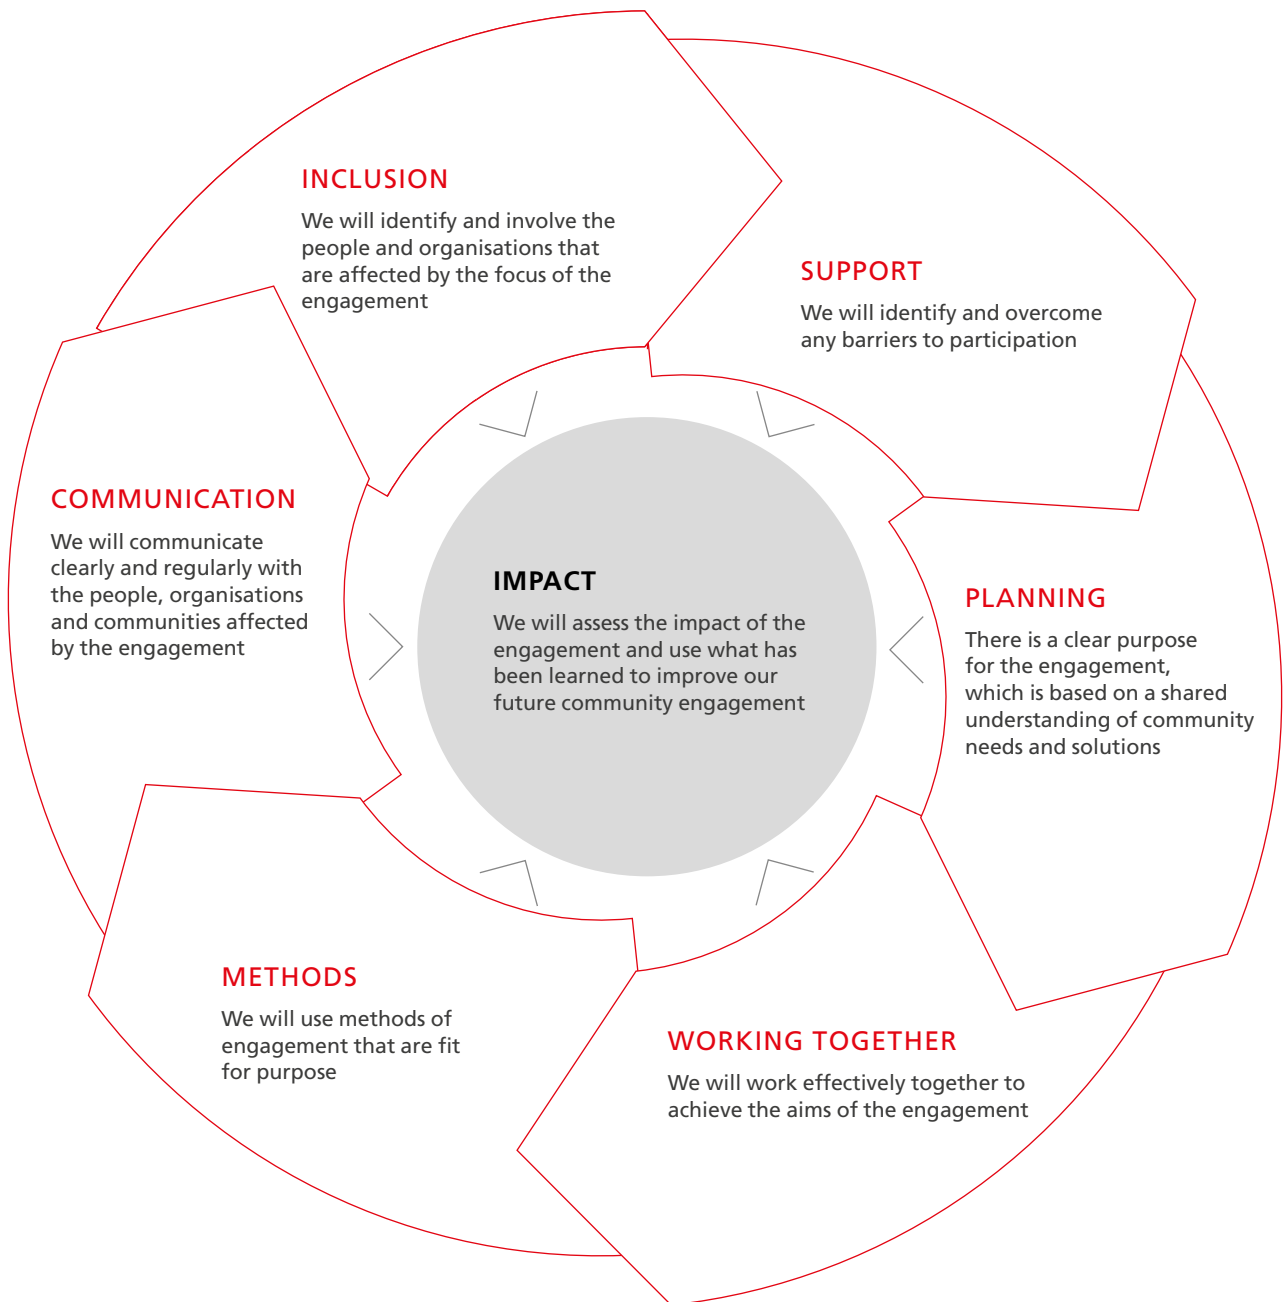 INCLUSION
We will identify and involve the
people and organisations that
are affected by the focus of the
engagement
SUPPORT
We will identify and overcome
any barriers to participation
PLANNING
There is a clear purpose
for the engagement,
which is based on a shared
understanding of community
needs and solutions
WORKING TOGETHER
We will work effectively together to
achieve the aims of the engagement
METHODS
We will use methods of
engagement that are fit
for purpose
COMMUNICATION
We will communicate
clearly and regularly with
the people, organisations
and communities affected
by the engagement
IMPACT
We will assess the impact of the
engagement and use what has
been learned to improve our
future community engagement